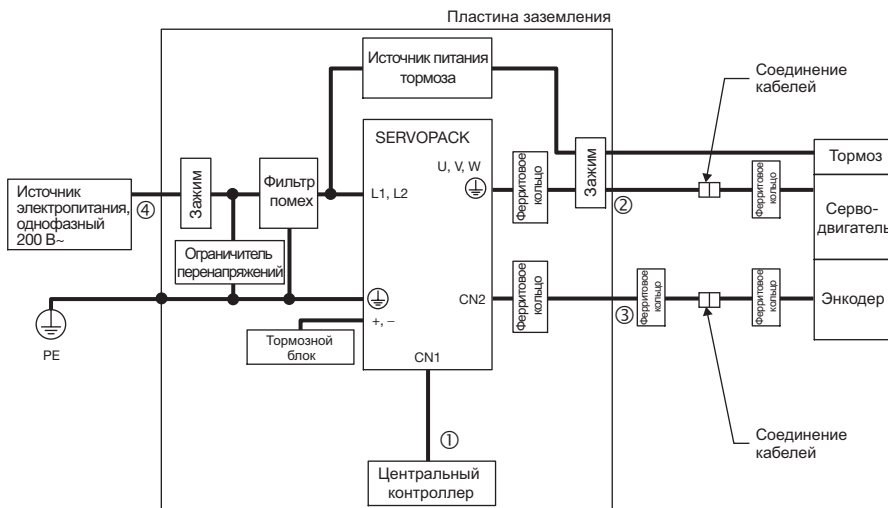 Пластина заземления
Источник питания
тормоза
Соединение
кабелей
SERVOPACK
U, V, W
L1, L2
Ферритовое
кольцо
Зажим
Тормоз
Зажим
Фильтр
помех
Источник
электропитания,
однофазный
200 В~
④
②
Ферритовое
кольцо
Серво-
двигатель
Ограничитель
перенапряжений
CN2
Ферритовое
кольцо
③
Ферритовое
кольцо
Ферритовое
кольцо
Энкодер
+, –
PE
Тормозной
блок
CN1
①
Соединение
кабелей
Центральный
контроллер